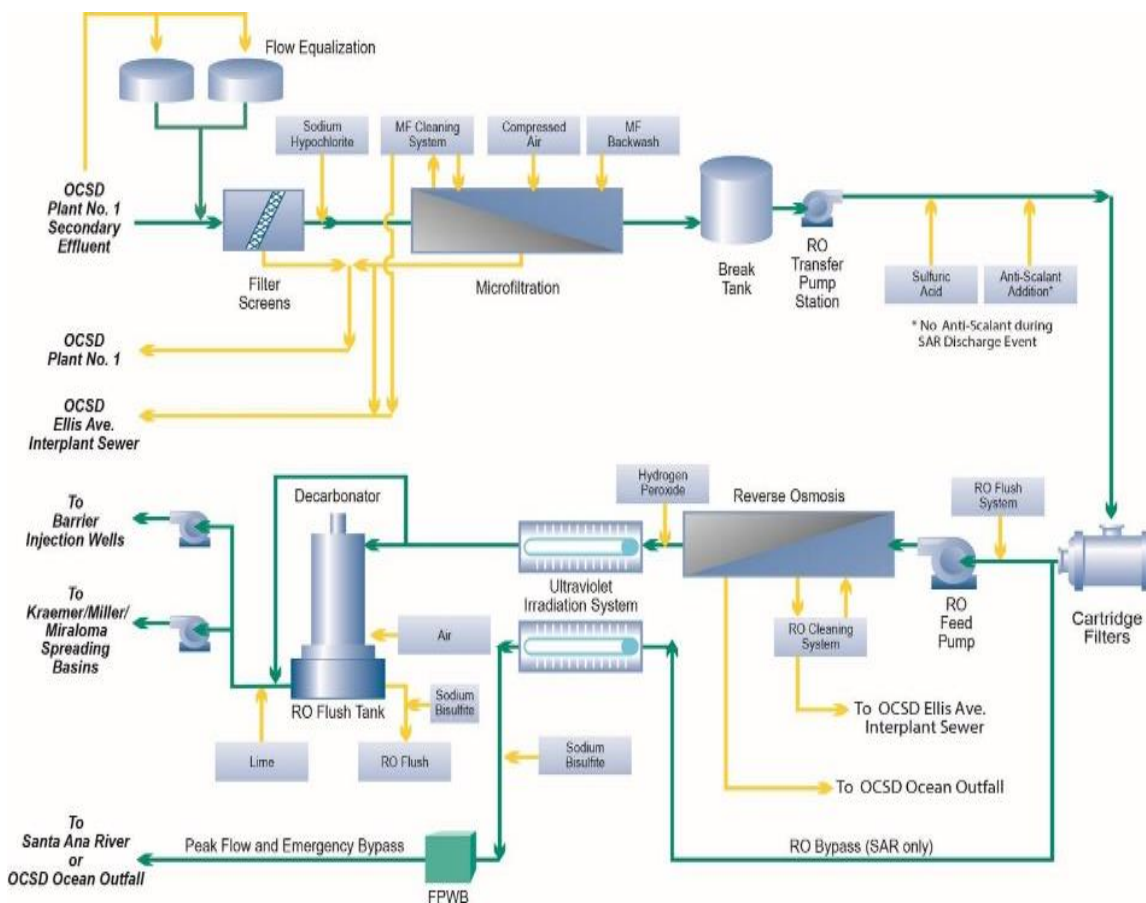 Flow Equalization
Sodium
Hypochlorite
MF Cleaning
System
Compressed
Air
MF
Backwash
OCSD
Plant No. 1
Secondary
Effluent
Filter
Screens
Microfiltration
Break
Tank
RO
Transfer
Pump
Station
Sulfuric
Acid
Anti-Scalant
Addition*
* No Anti-Scalant during
SAR Discharge Event
OCSD
Plant No. 1
OCSD
Ellis Ave.
Interplant Sewer
To
Barrier
Injection Wells
Decarbonator
Hydrogen
Peroxide
Reverse Osmosis
RO Flush
System
Ultraviolet
Irradiation System
To
Kraemer/Miller/
Miraloma
Spreading
Basins
Air
RO Cleaning
System
RO
Feed
Pump
Cartridge
Filters
RO Flush Tank
Sodium
Bisulfite
To OCSD Ellis Ave.
Interplant Sewer
Lime
RO Flush
Sodium
Bisulfite
To OCSD Ocean Outfall
To
Santa Ana River
or
OCSD Ocean Outfall
Peak Flow and Emergency Bypass
FPWB
RO Bypass (SAR only)